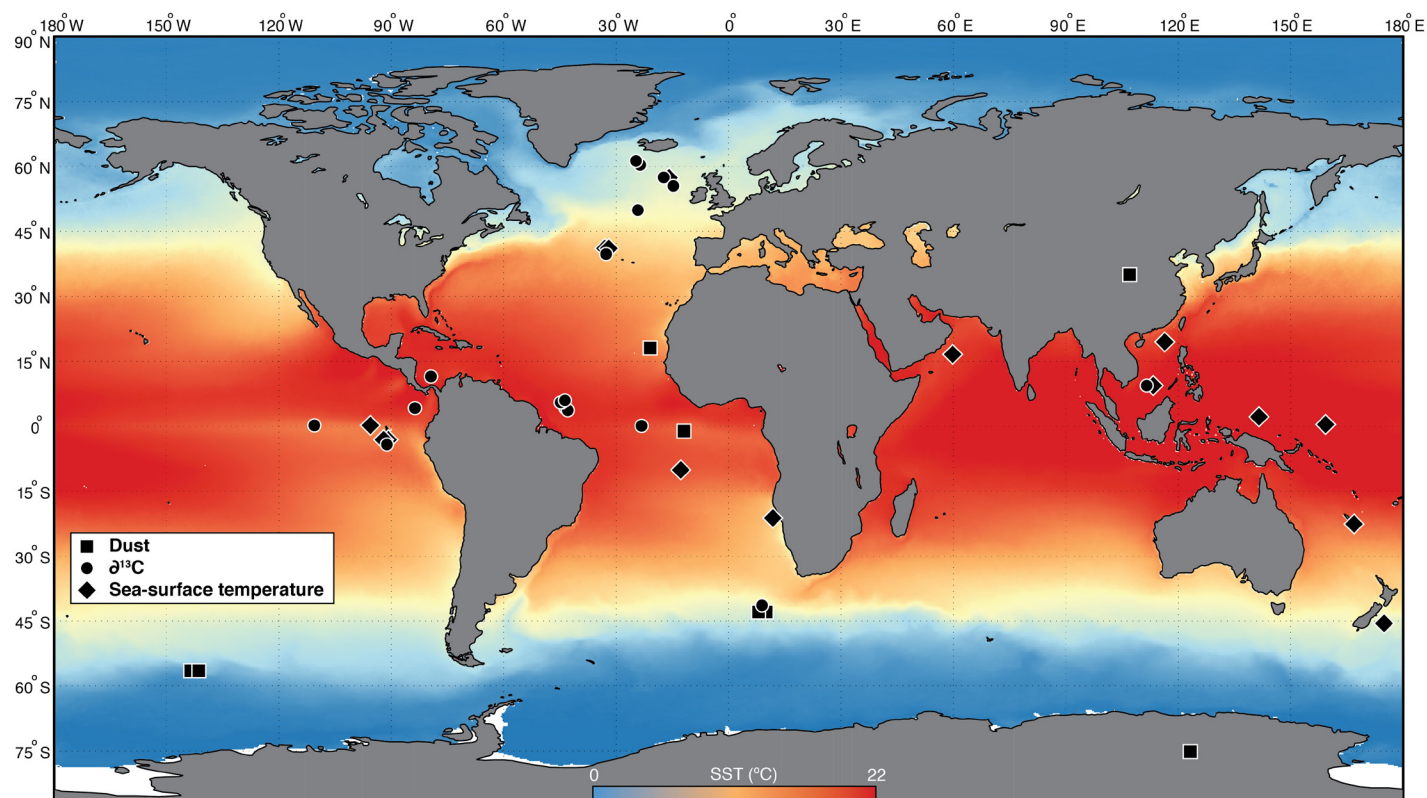 180° W 150° W 120° W 90° W 60° W 30° W 0 30° E 60° E 90° E 120° E 150° E 180° E
90° N
75° N
60° N
45° N
30° N
15° N
0
15° S
30° S
45° S
60° S
75° S
Dust
∂¹³C
Sea-surface temperature
0 SST (°C) 22